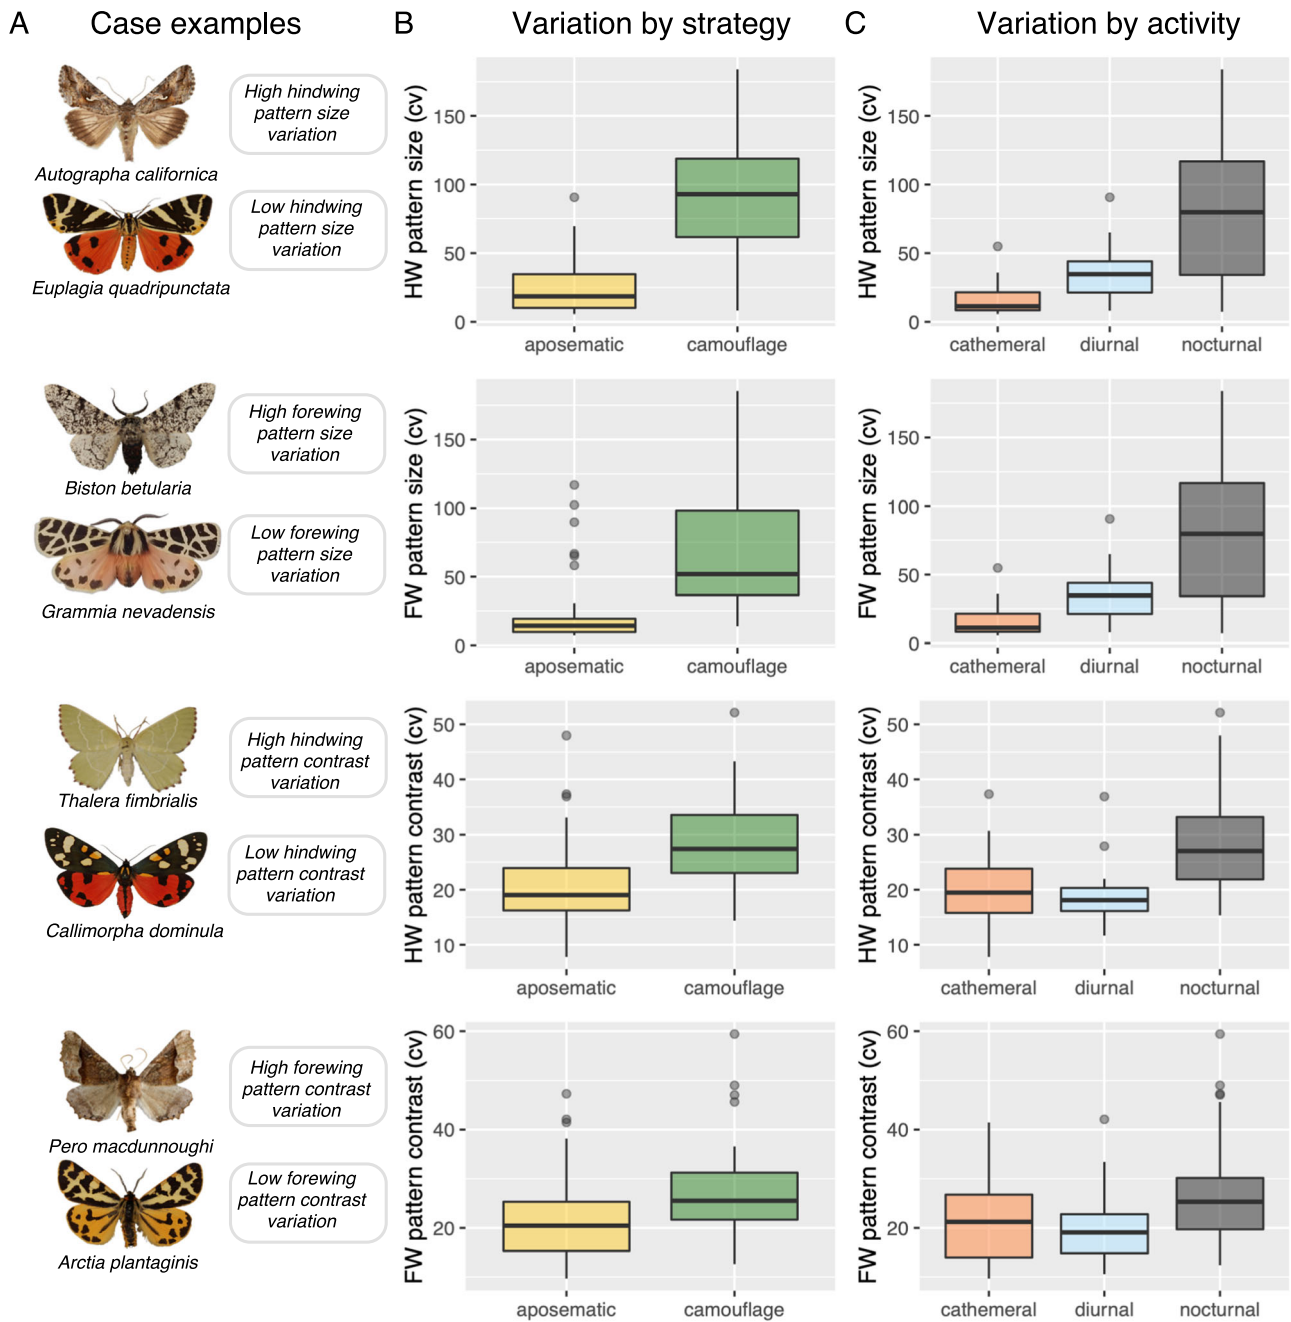 A Case examples B Variation by strategy C Variation by activity
High hindwing
pattern size
variation
Autographa californica
Low hindwing
pattern size
variation
Euplagia quadripunctata
HW pattern size (cv)
150
100
50
0
aposematic camouflage
HW pattern size (cv)
150
100
50
0
cathemeral diurnal nocturnal
High forewing
pattern size
variation
Biston betularia
Low forewing
pattern size
variation
Grammia nevadensis
FW pattern size (cv)
150
100
50
0
aposematic camouflage
FW pattern size (cv)
150
100
50
0
cathemeral diurnal nocturnal
High hindwing
pattern contrast
variation
Thalera fimbrialis
Low hindwing
pattern contrast
variation
Callimorpha dominula
HW pattern contrast (cv)
50
40
30
20
10
aposematic camouflage
HW pattern contrast (cv)
50
40
30
20
10
cathemeral diurnal nocturnal
High forewing
pattern contrast
variation
Pero macdunnoughi
Low forewing
pattern contrast
variation
Arctia plantaginis
FW pattern contrast (cv)
60
40
20
aposematic camouflage
FW pattern contrast (cv)
60
40
20
cathemeral diurnal nocturnal